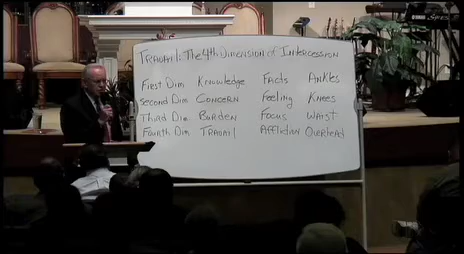 TRAVAIL: The 4th Dimension of Intercession
First Dim Knowledge Facts Ankles
Second Dim Concern Feeling Knees
Third Dim Burden Focus Waist
Fourth Dim Travail Affliction Overhead